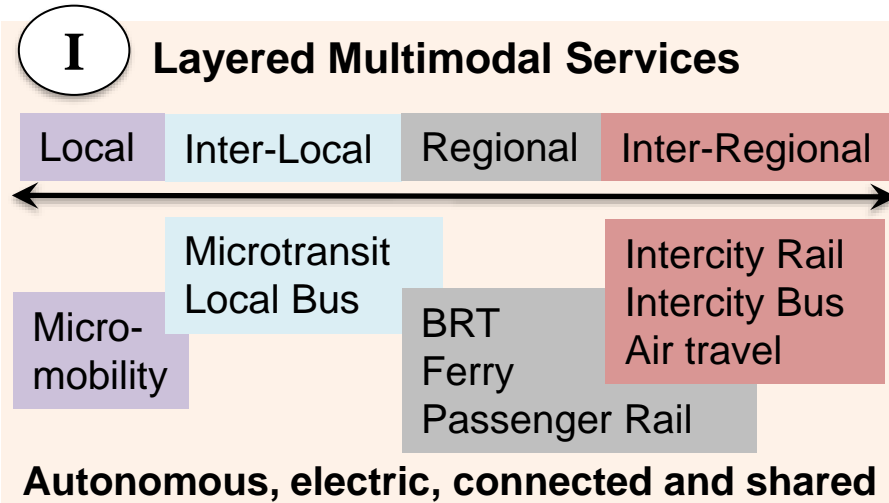 I
Layered Multimodal Services
Local
Inter-Local
Regional
Inter-Regional
Micro-
mobility
Microtransit
Local Bus
BRT
Ferry
Passenger Rail
Intercity Rail
Intercity Bus
Air travel
Autonomous, electric, connected and shared